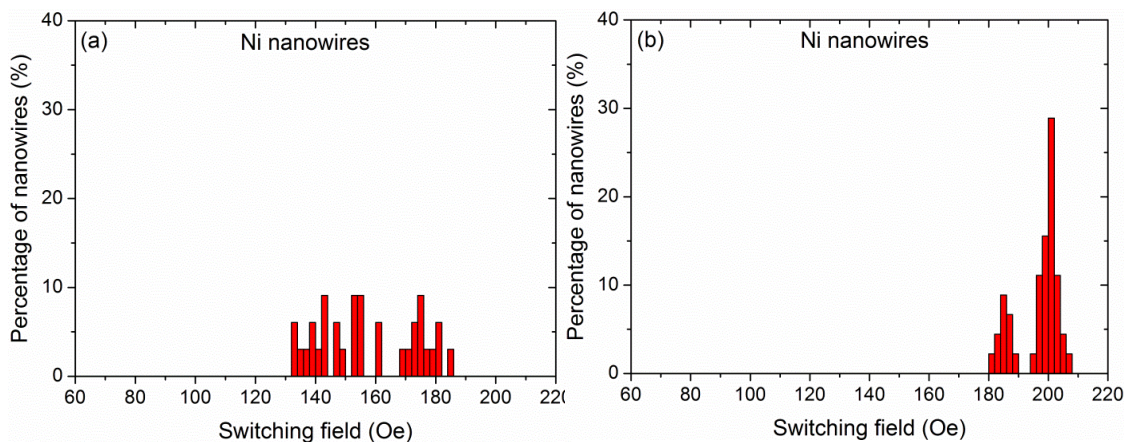 (a)
Ni nanowires
Percentage of nanowires (%)
40
30
20
10
0
60 80 100 120 140 160 180 200 220
Switching field (Oe)
(b)
Ni nanowires
Percentage of nanowires (%)
40
30
20
10
0
60 80 100 120 140 160 180 200 220
Switching field (Oe)